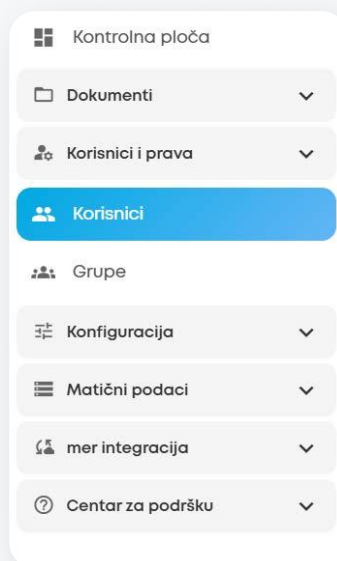 Kontrolna ploča
Dokumenti
Korisnici i prava
Korisnici
Grupe
Konfiguracija
Matični podaci
mer integracija
Centar za podršku